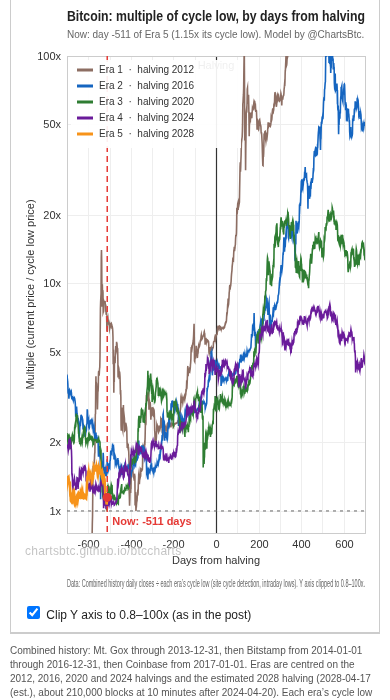 Bitcoin: multiple of cycle low, by days from halving
Now: day -511 of Era 5 (1.15x its cycle low). Model by @ChartsBtc.
100x
50x
20x
10x
5x
2x
1x
Multiple (current price / cycle low price)
Halving
Era 1 · halving 2012
Era 2 · halving 2016
Era 3 · halving 2020
Era 4 · halving 2024
Era 5 · halving 2028
Now: -511 days
-600
-400
-200
0
200
400
600
chartsbtc.github.io/btccharts
Days from halving
Data: Combined history daily closes ÷ each era's cycle low (site cycle detection, intraday lows). Y axis clipped to 0.8–100x.
Clip Y axis to 0.8–100x (as in the post)
Combined history: Mt. Gox through 2013-12-31, then Bitstamp from 2014-01-01
through 2016-12-31, then Coinbase from 2017-01-01. Eras are centred on the
2012, 2016, 2020 and 2024 halvings and the estimated 2028 halving (2028-04-17
(est.), about 210,000 blocks at 10 minutes after 2024-04-20). Each era's cycle low